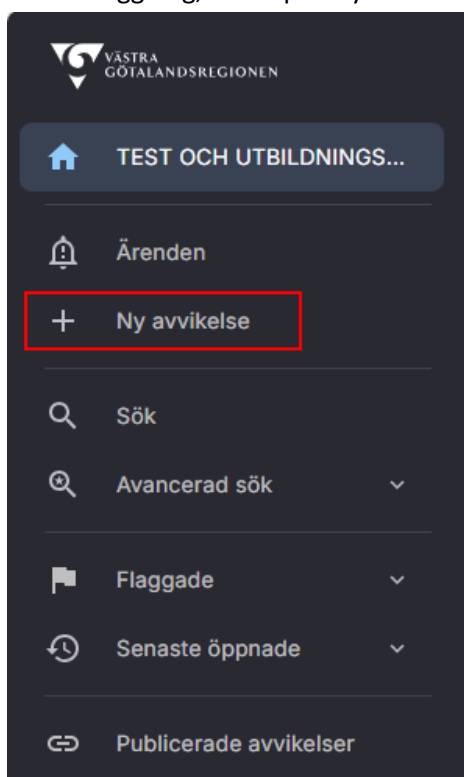 VÄSTRA
GÖTALANDSREGIONEN
TEST OCH UTBILDNINGS...
Ärenden
Ny avvikelse
Sök
Avancerad sök
Flaggade
Senaste öppnade
Publicerade avvikelser